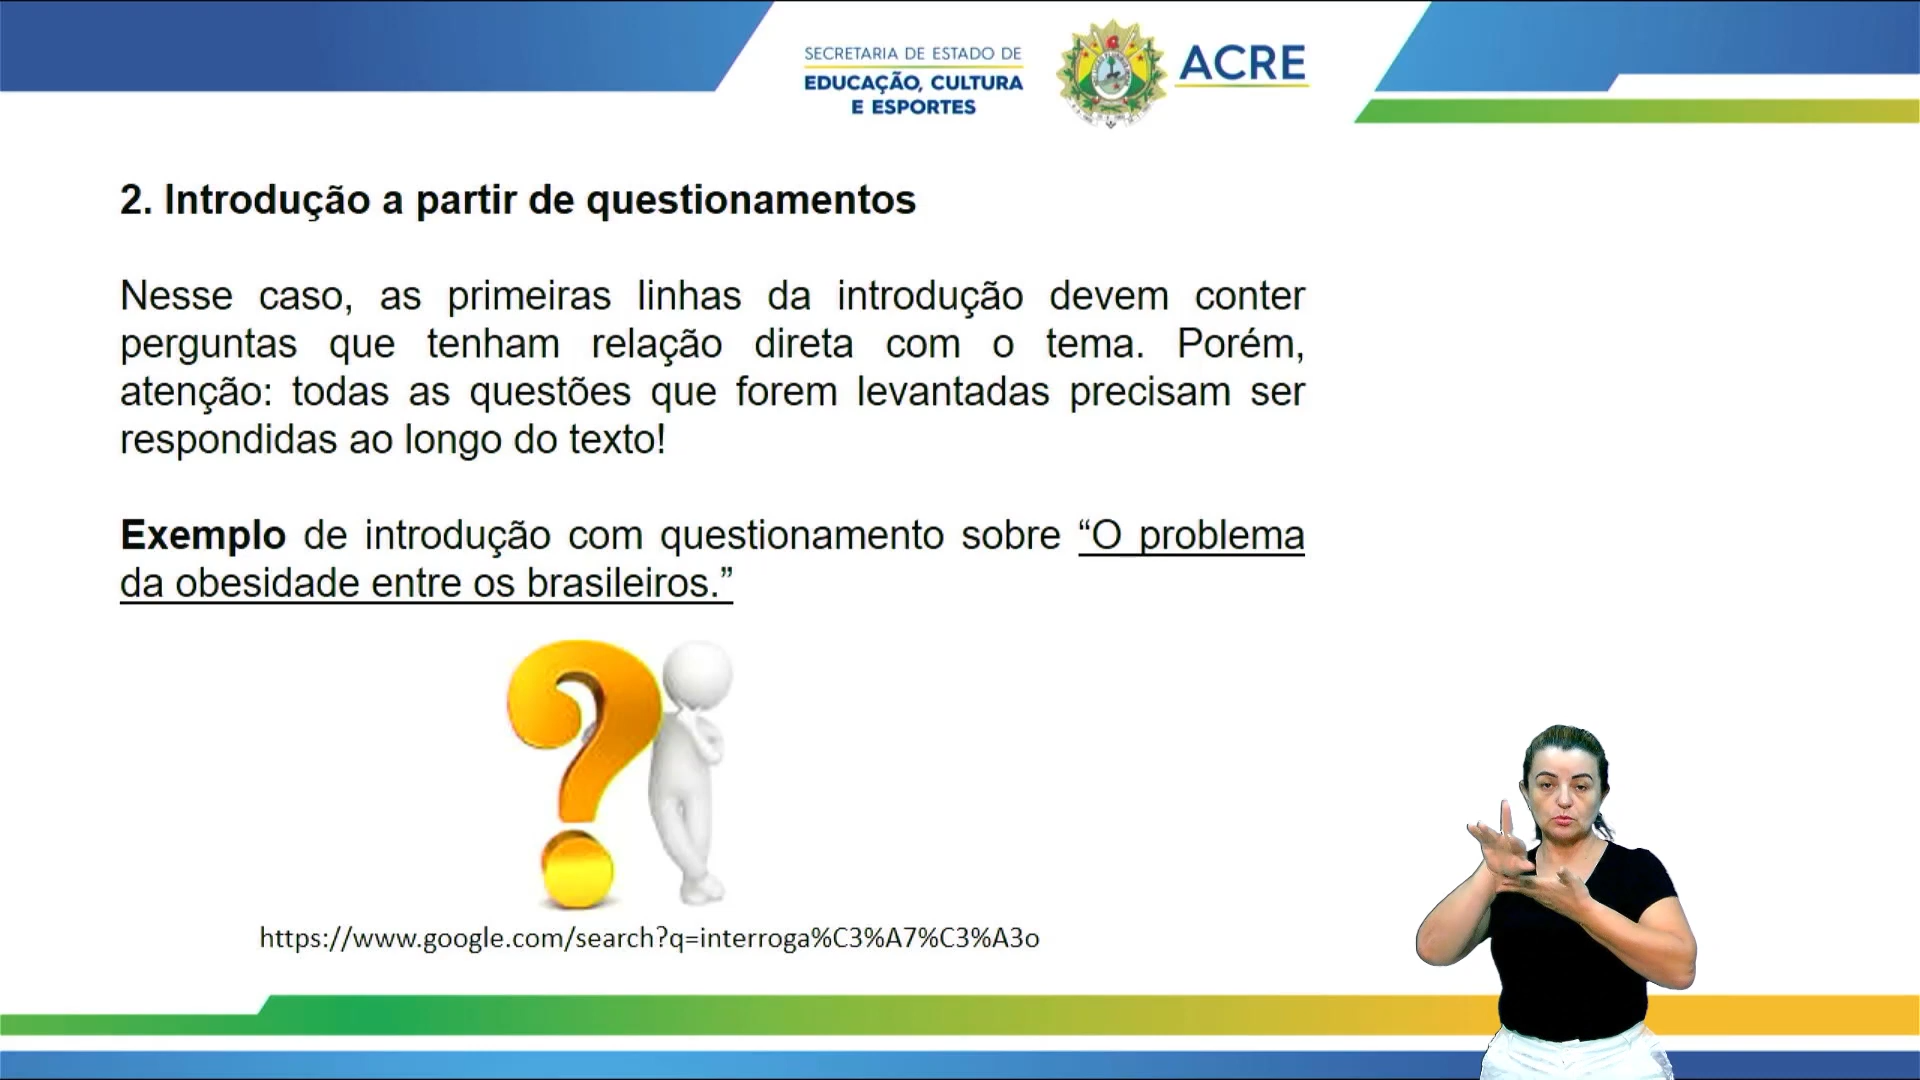 SECRETARIA DE ESTADO DE
EDUCAÇÃO, CULTURA
E ESPORTES
ACRE
2. Introdução a partir de questionamentos
Nesse caso, as primeiras linhas da introdução devem conter
perguntas que tenham relação direta com o tema. Porém,
atenção: todas as questões que forem levantadas precisam ser
respondidas ao longo do texto!
Exemplo de introdução com questionamento sobre “O problema
da obesidade entre os brasileiros.”
https://www.google.com/search?q=interroga%C3%A7%C3%A3o